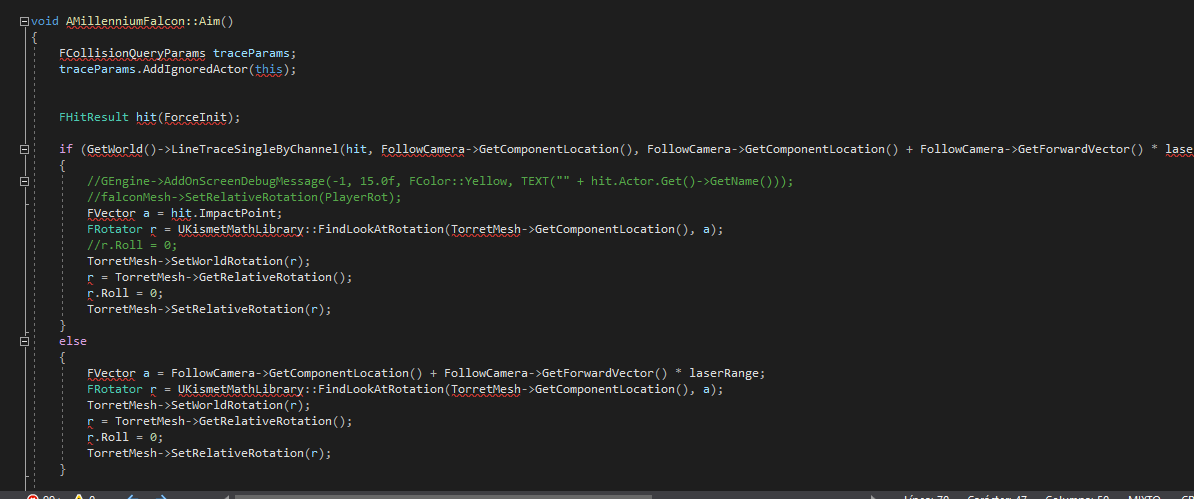 void AMillenniumFalcon::Aim()
{
FCollisionQueryParams traceParams;
traceParams.AddIgnoredActor(this);
FHitResult hit(ForceInit);
if (GetWorld()->LineTraceSingleByChannel(hit, FollowCamera->GetComponentLocation(), FollowCamera->GetComponentLocation() + FollowCamera->GetForwardVector() * lase
{
//GEngine->AddOnScreenDebugMessage(-1, 15.0f, FColor::Yellow, TEXT("" + hit.Actor.Get()->GetName()));
//falconMesh->SetRelativeRotation(PlayerRot);
FVector a = hit.ImpactPoint;
FRotator r = UKismetMathLibrary::FindLookAtRotation(TorretMesh->GetComponentLocation(), a);
//r.Roll = 0;
TorretMesh->SetWorldRotation(r);
r = TorretMesh->GetRelativeRotation();
r.Roll = 0;
TorretMesh->SetRelativeRotation(r);
}
else
{
FVector a = FollowCamera->GetComponentLocation() + FollowCamera->GetForwardVector() * laserRange;
FRotator r = UKismetMathLibrary::FindLookAtRotation(TorretMesh->GetComponentLocation(), a);
TorretMesh->SetWorldRotation(r);
r = TorretMesh->GetRelativeRotation();
r.Roll = 0;
TorretMesh->SetRelativeRotation(r);
}